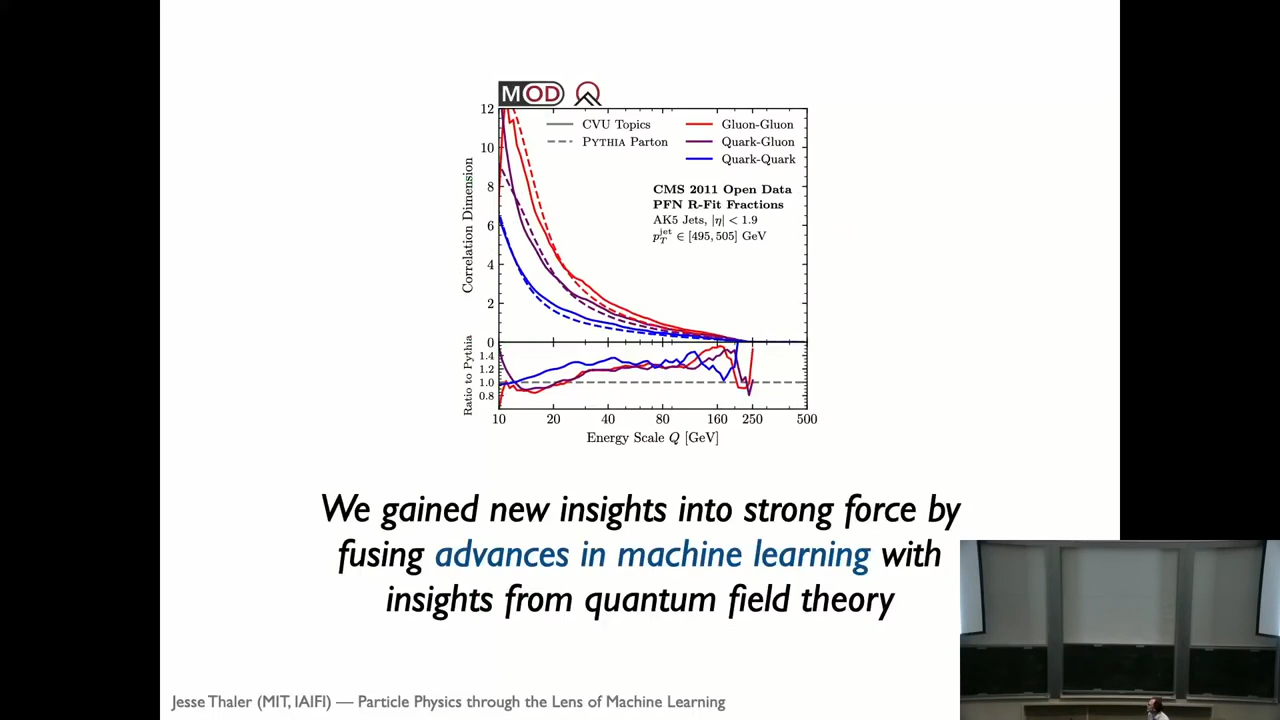 MOD
12
10
8
6
4
2
0
Correlation Dimension
CVU Topics
PYTHIA Parton
Gluon-Gluon
Quark-Gluon
Quark-Quark
CMS 2011 Open Data
PFN R-Fit Fractions
AK5 Jets, |η| < 1.9
p_T^jet ∈ [495, 505] GeV
1.4
1.2
1.0
0.8
Ratio to Pythia
10 20 40 80 160 250 500
Energy Scale Q [GeV]
We gained new insights into strong force by
fusing advances in machine learning with
insights from quantum field theory
Jesse Thaler (MIT, IAIFI) — Particle Physics through the Lens of Machine Learning